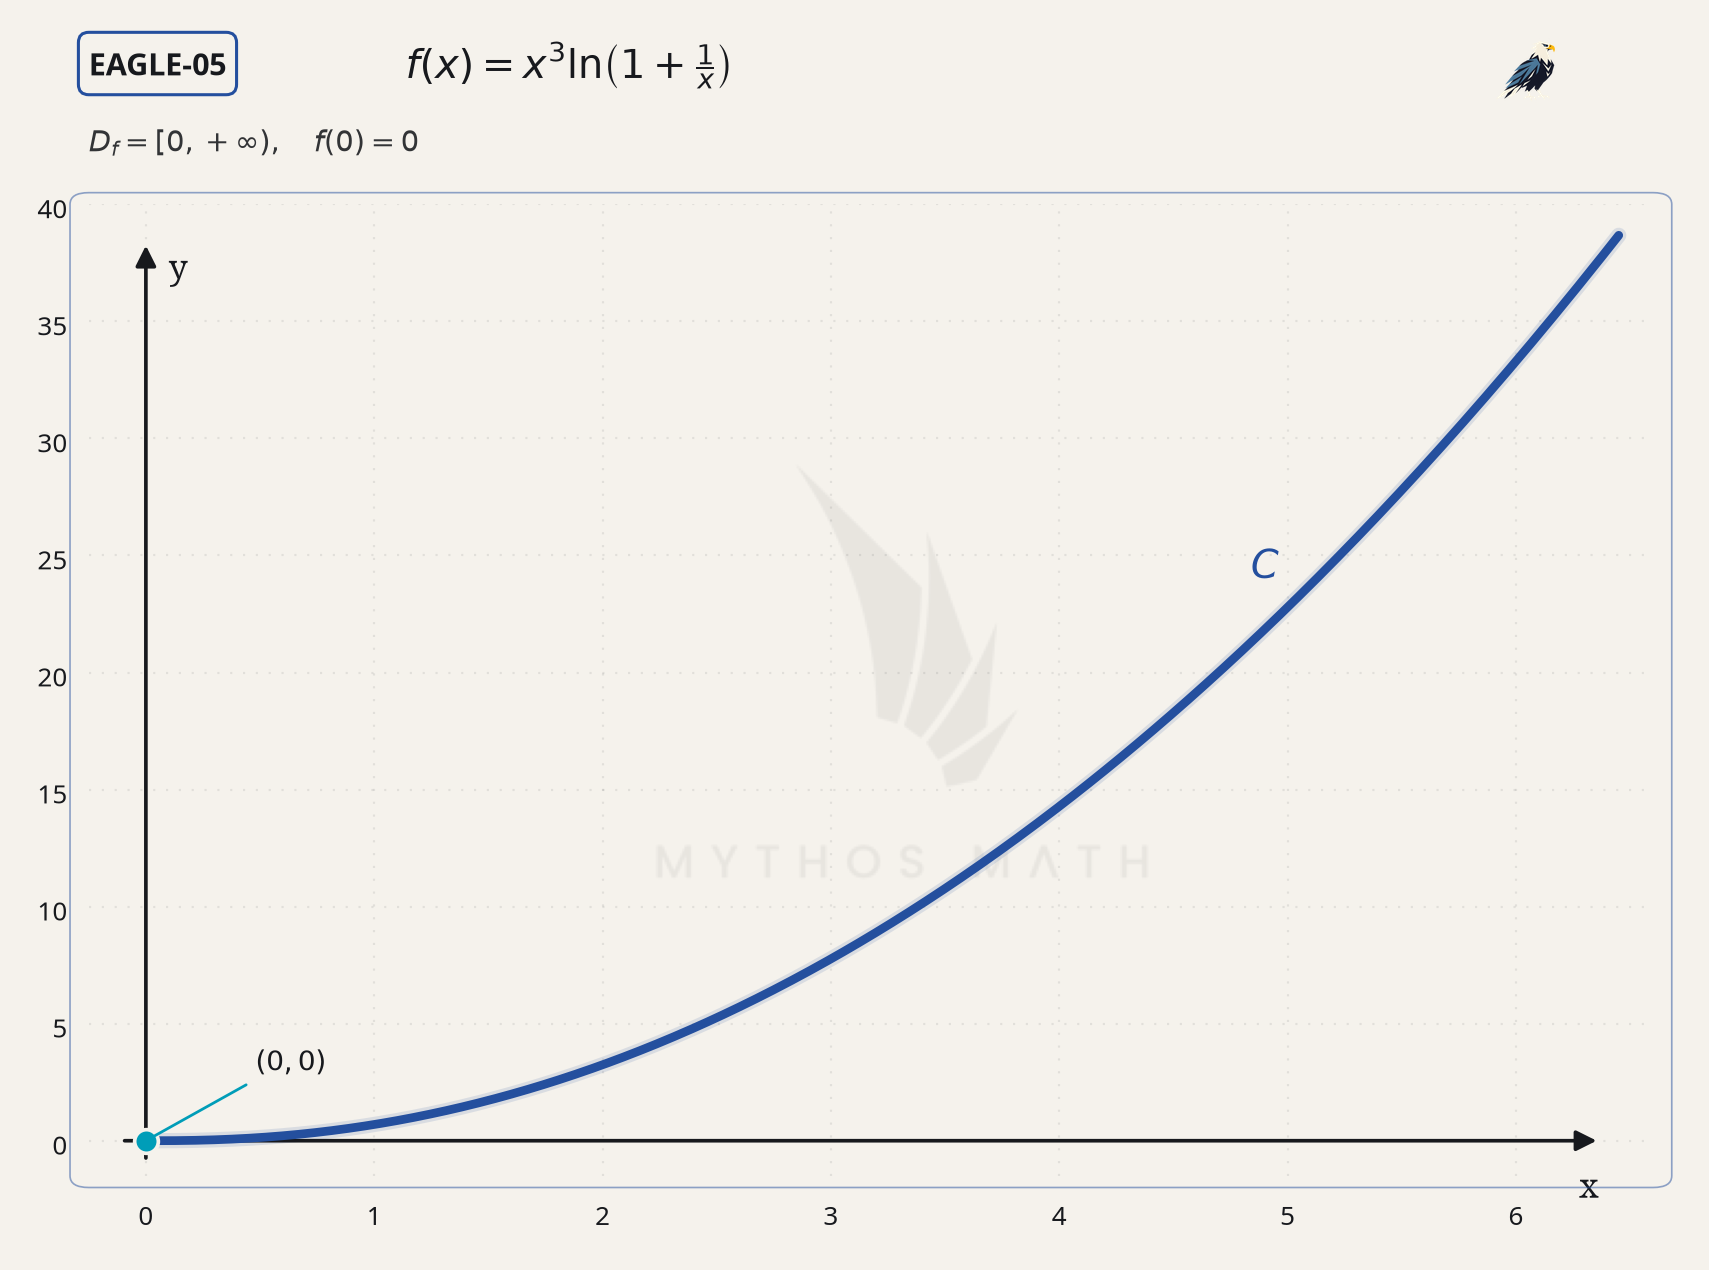 EAGLE-05
f(x) = x³ln(1 + 1/x)
D_f = [0, +∞), f(0) = 0
40
y
35
30
25
C
20
15
MYTHOS MATH
10
5
(0, 0)
0
x
0 1 2 3 4 5 6